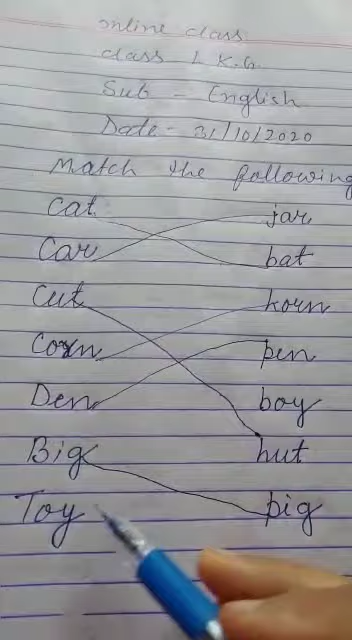 online class
class L K.G
Sub - English
Date - 31/10/2020
Match the following
Cat jar
Car bat
Cut korn
Corn pen
Den boy
Big hut
Toy pig